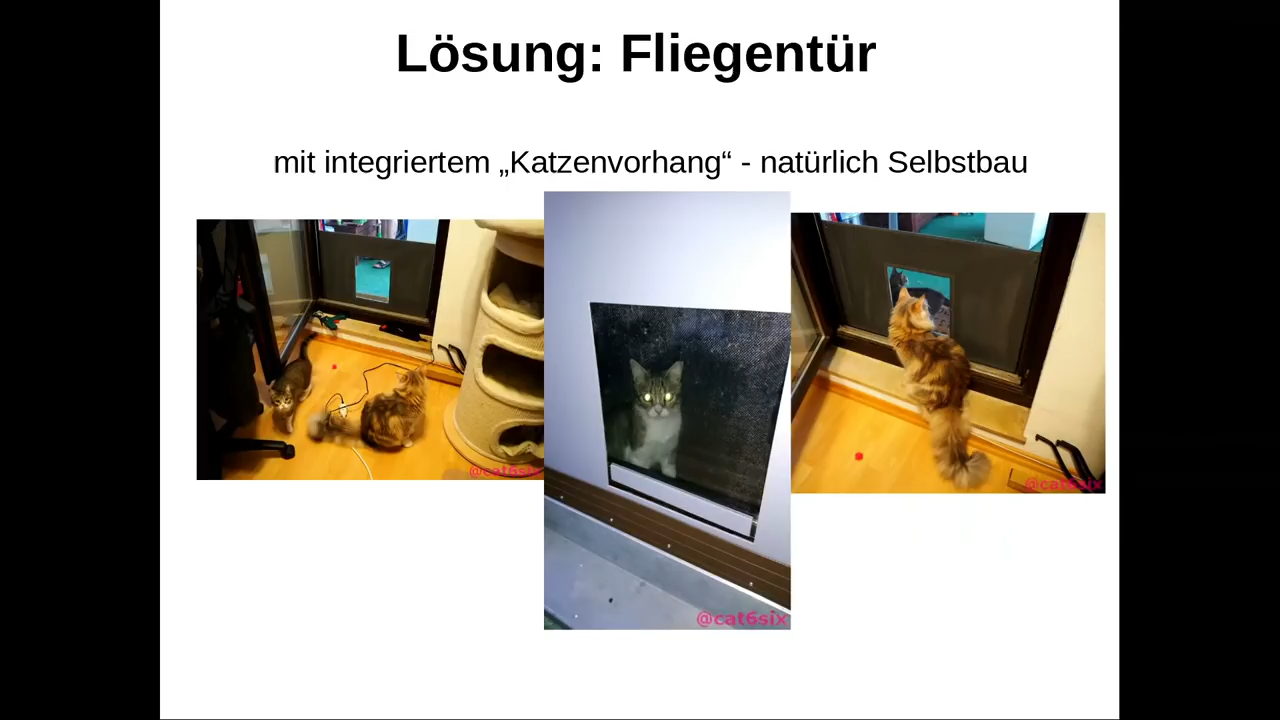 Lösung: Fliegentür
mit integriertem „Katzenvorhang“ - natürlich Selbstbau
@cat6six
@cat6six
@cat6six